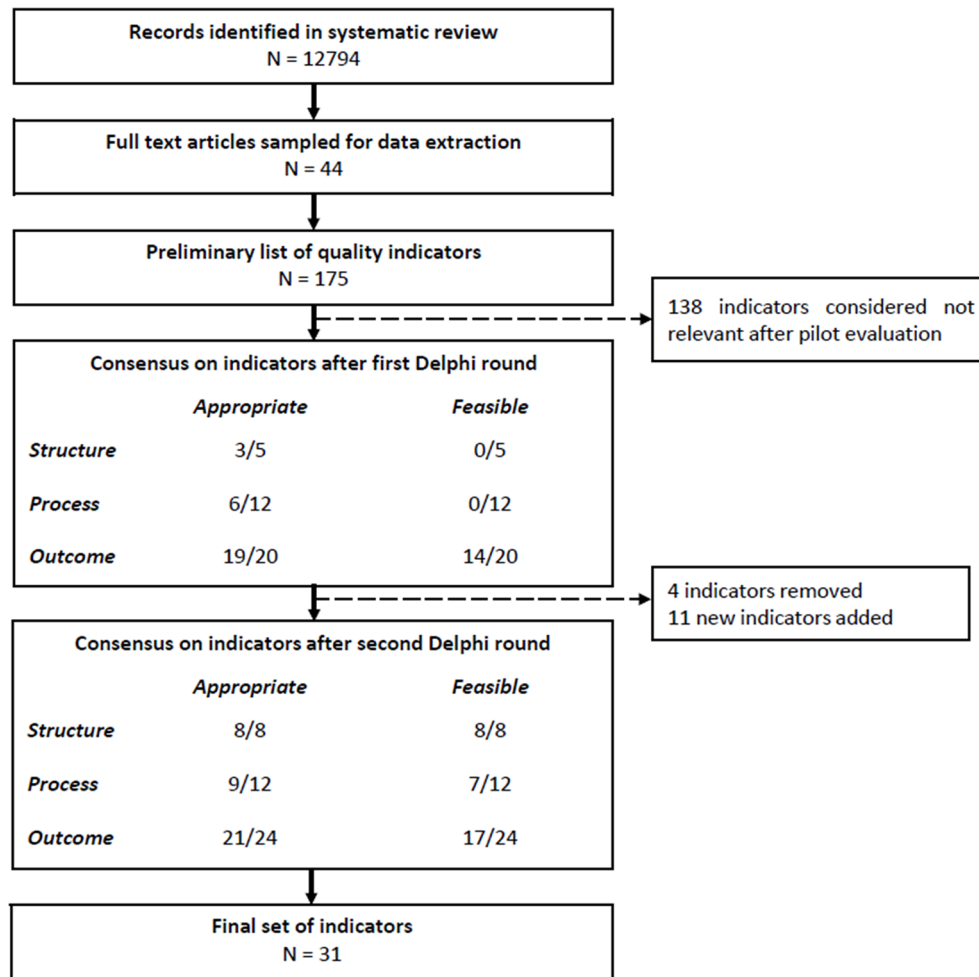 Records identified in systematic review
N = 12794
Full text articles sampled for data extraction
N = 44
Preliminary list of quality indicators
N = 175
138 indicators considered not
relevant after pilot evaluation
Consensus on indicators after first Delphi round
Appropriate Feasible
Structure 3/5 0/5
Process 6/12 0/12
Outcome 19/20 14/20
4 indicators removed
11 new indicators added
Consensus on indicators after second Delphi round
Appropriate Feasible
Structure 8/8 8/8
Process 9/12 7/12
Outcome 21/24 17/24
Final set of indicators
N = 31